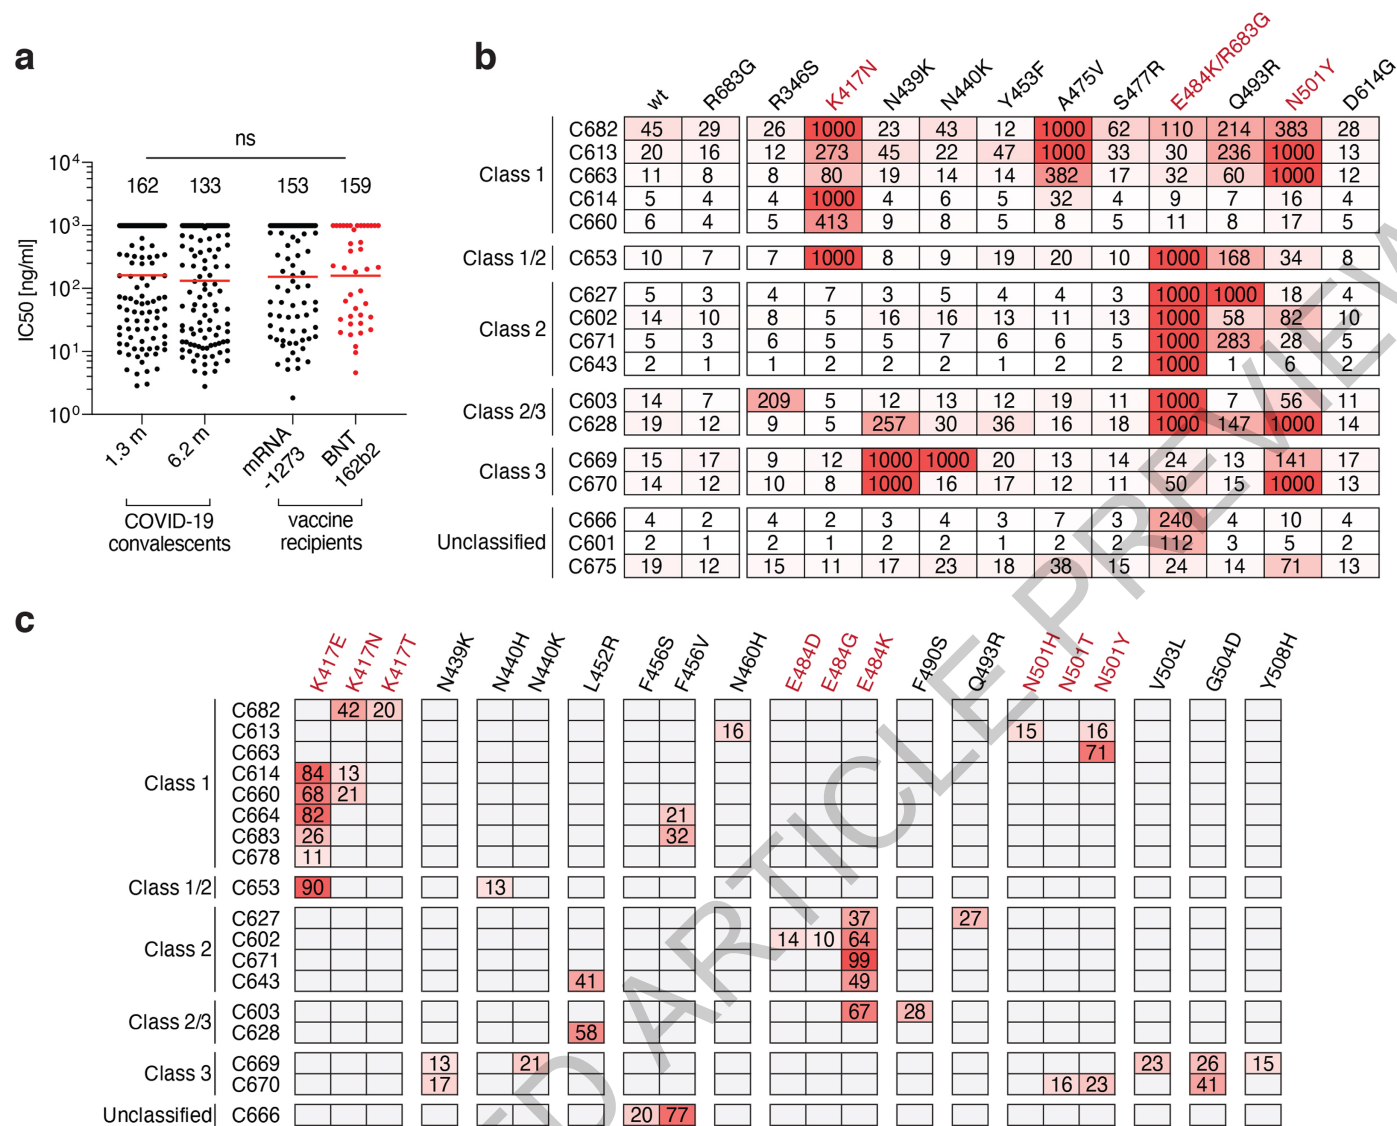 a
ns
10⁴
162 133 153 159
10³
10²
10¹
10⁰
IC50 [ng/ml]
1.3 m 6.2 m mRNA -1273 BNT 162b2
COVID-19 convalescents
vaccine recipients
b
wt R683G R346S K417N N439K N440K Y453F A475V S477R E484K/R683G Q493R N501Y D614G
Class 1
C682 45 29 26 1000 23 43 12 1000 62 110 214 383 28
C613 20 16 12 273 45 22 47 1000 33 30 236 1000 13
C663 11 8 8 80 19 14 14 382 17 32 60 1000 12
C614 5 4 4 1000 4 6 5 32 4 9 7 16 4
C660 6 4 5 413 9 8 5 8 5 11 8 17 5
Class 1/2
C653 10 7 7 1000 8 9 19 20 10 1000 168 34 8
Class 2
C627 5 3 4 7 3 5 4 4 3 1000 1000 18 4
C602 14 10 8 5 16 16 13 11 13 1000 58 82 10
C671 5 3 6 5 5 7 6 6 5 1000 283 28 5
C643 2 1 1 2 2 2 1 2 2 1000 1 6 2
Class 2/3
C603 14 7 209 5 12 13 12 19 11 1000 7 56 11
C628 19 12 9 5 257 30 36 16 18 1000 147 1000 14
Class 3
C669 15 17 9 12 1000 1000 20 13 14 24 13 141 17
C670 14 12 10 8 1000 16 17 12 11 50 15 1000 13
Unclassified
C666 4 2 4 2 3 4 3 7 3 240 4 10 4
C601 2 1 2 1 2 2 1 2 2 112 3 5 2
C675 19 12 15 11 17 23 18 38 15 24 14 71 13
c
K417E K417N K417T N439K N440H N440K L452R F456S F456V N460H E484D E484G E484K F490S Q493R N501H N501T N501Y V503L G504D Y508H
Class 1
C682 42 20
C613 16 15 16
C663 71
C614 84 13
C660 68 21
C664 82 21
C683 26 32
C678 11
Class 1/2
C653 90 13
Class 2
C627 37 27
C602 14 10 64
C671 99
C643 41 49
Class 2/3
C603 67 28
C628 58
Class 3
C669 13 21 23 26 15
C670 17 16 23 41
Unclassified
C666 20 77
ED ARTICLE PREVIEW